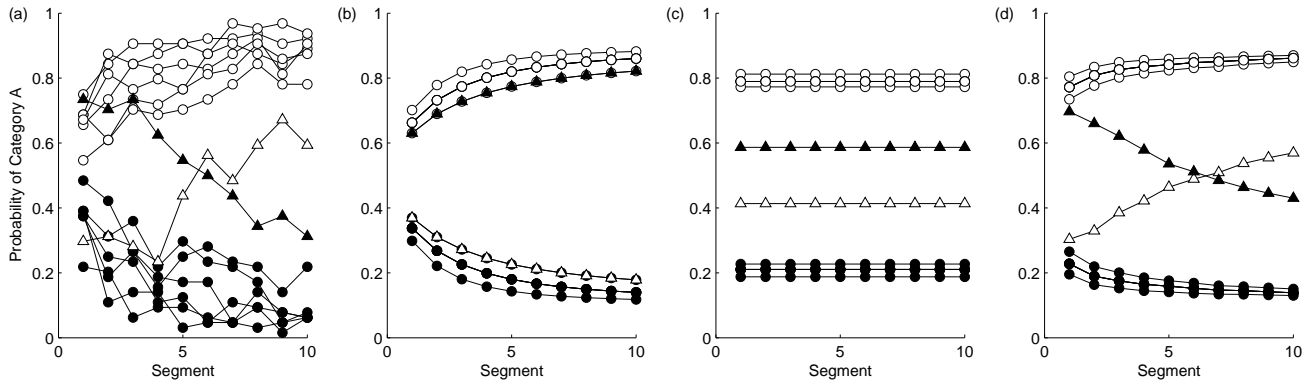 (a) (b) (c) (d)
Probability of Category A
1 1 1 1
0.8 0.8 0.8 0.8
0.6 0.6 0.6 0.6
0.4 0.4 0.4 0.4
0.2 0.2 0.2 0.2
0 0 0 0
0 5 10 0 5 10 0 5 10 0 5 10
Segment Segment Segment Segment